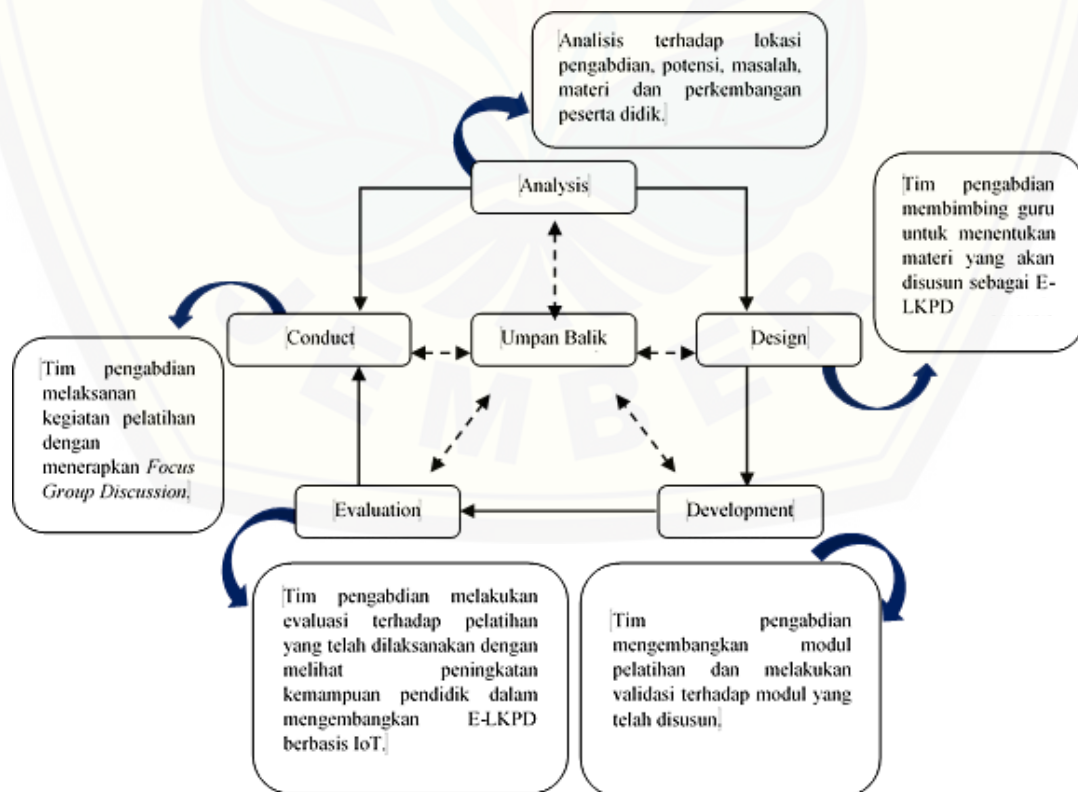 Analisis terhadap lokasi
pengabdian, potensi, masalah,
materi dan perkembangan
peserta didik.
Analysis
Tim pengabdian
membimbing guru
untuk menentukan
materi yang akan
disusun sebagai E-
LKPD
Conduct
Umpan Balik
Design
Tim pengabdian
melaksanan
kegiatan pelatihan
dengan
menerapkan Focus
Group Discussion.
JEMBER
Evaluation
Development
Tim pengabdian melakukan
evaluasi terhadap pelatihan
yang telah dilaksanakan dengan
melihat peningkatan
kemampuan pendidik dalam
mengembangkan E-LKPD
berbasis IoT.
Tim pengabdian
mengembangkan modul
pelatihan dan melakukan
validasi terhadap modul yang
telah disusun.